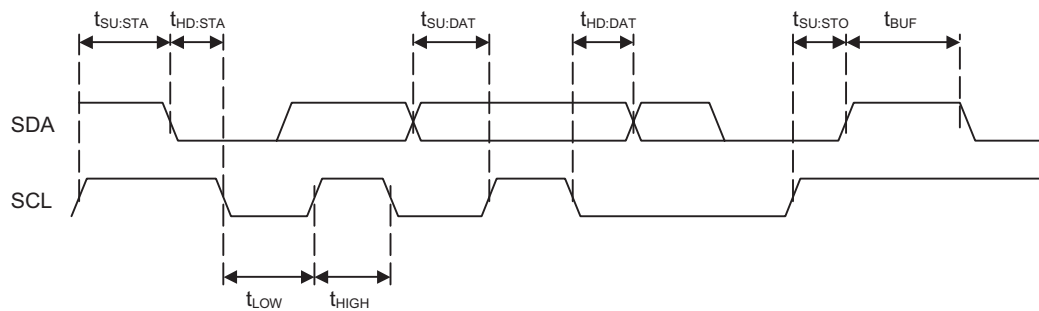 tSU:STA tHD:STA tSU:DAT tHD:DAT tSU:STO tBUF
SDA
SCL
tLOW tHIGH